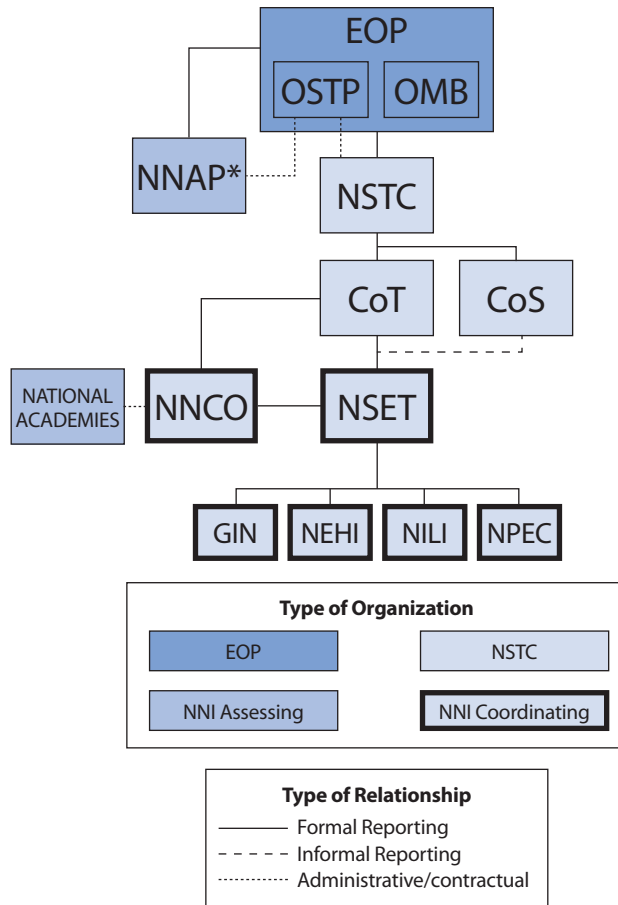 EOP
OSTP
OMB
NNAP*
NSTC
CoT
CoS
NATIONAL
ACADEMIES
NNCO
NSET
GIN
NEHI
NILI
NPEC
Type of Organization
EOP
NSTC
NNI Assessing
NNI Coordinating
Type of Relationship
Formal Reporting
Informal Reporting
Administrative/contractual